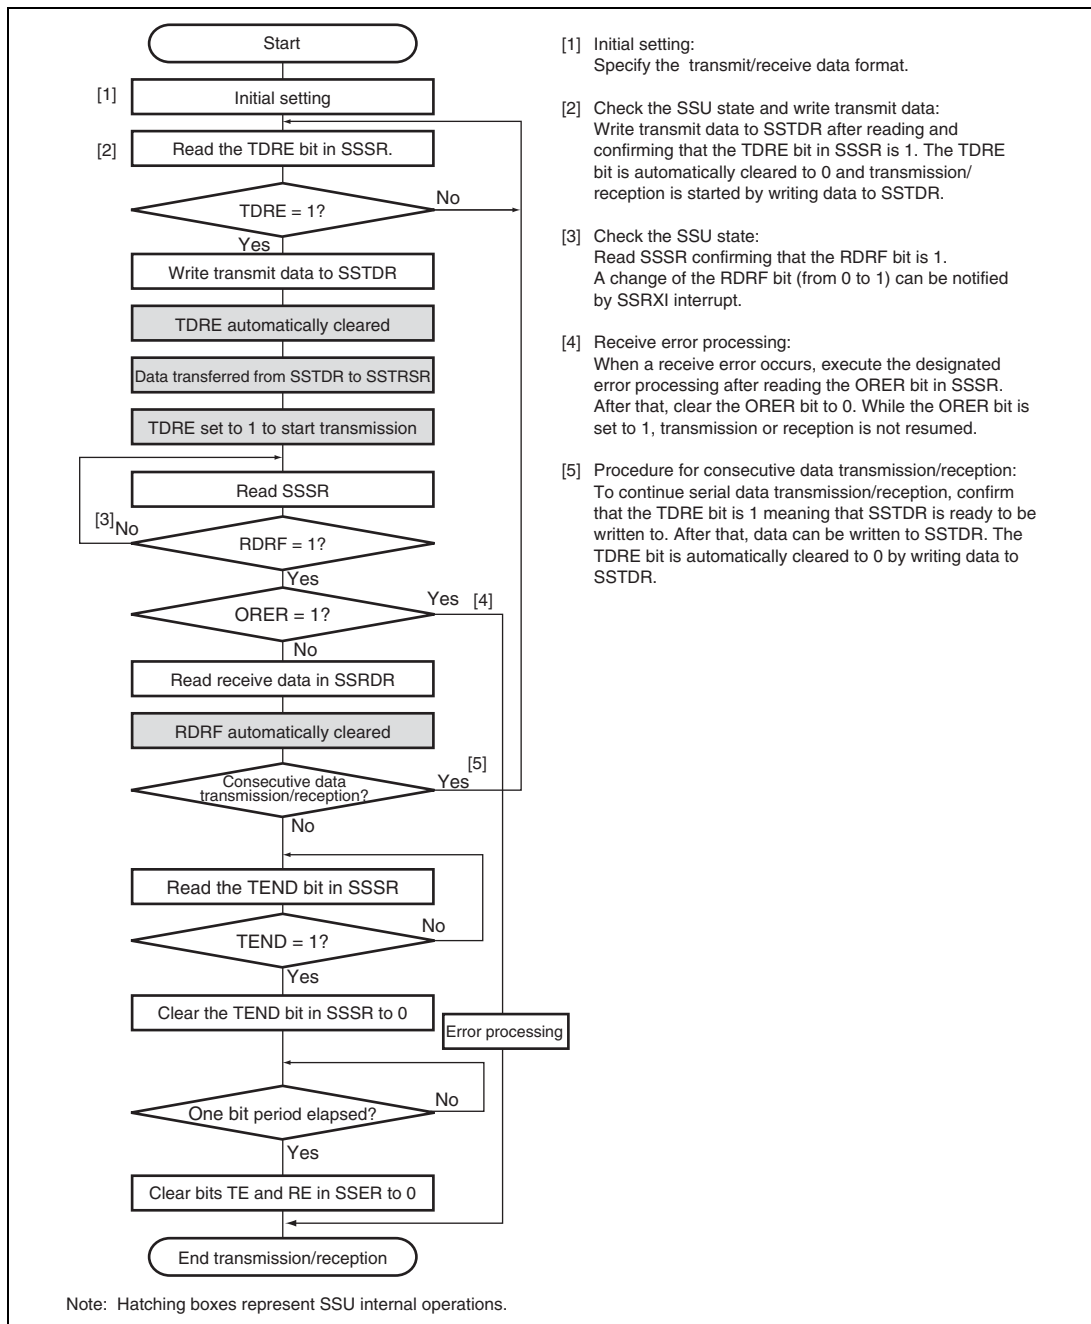 Start
[1] Initial setting
[2] Read the TDRE bit in SSSR.
TDRE = 1?
No
Yes
Write transmit data to SSTDR
TDRE automatically cleared
Data transferred from SSTDR to SSTRSR
TDRE set to 1 to start transmission
Read SSSR
[3] No
RDRF = 1?
Yes
ORER = 1?
Yes [4]
No
Read receive data in SSRDR
RDRF automatically cleared
Consecutive data
transmission/reception?
[5]
Yes
No
Read the TEND bit in SSSR
TEND = 1?
No
Yes
Clear the TEND bit in SSSR to 0
Error processing
One bit period elapsed?
No
Yes
Clear bits TE and RE in SSER to 0
End transmission/reception
[1] Initial setting:
Specify the transmit/receive data format.
[2] Check the SSU state and write transmit data:
Write transmit data to SSTDR after reading and
confirming that the TDRE bit in SSSR is 1. The TDRE
bit is automatically cleared to 0 and transmission/
reception is started by writing data to SSTDR.
[3] Check the SSU state:
Read SSSR confirming that the RDRF bit is 1.
A change of the RDRF bit (from 0 to 1) can be notified
by SSRXI interrupt.
[4] Receive error processing:
When a receive error occurs, execute the designated
error processing after reading the ORER bit in SSSR.
After that, clear the ORER bit to 0. While the ORER bit is
set to 1, transmission or reception is not resumed.
[5] Procedure for consecutive data transmission/reception:
To continue serial data transmission/reception, confirm
that the TDRE bit is 1 meaning that SSTDR is ready to be
written to. After that, data can be written to SSTDR. The
TDRE bit is automatically cleared to 0 by writing data to
SSTDR.
Note: Hatching boxes represent SSU internal operations.